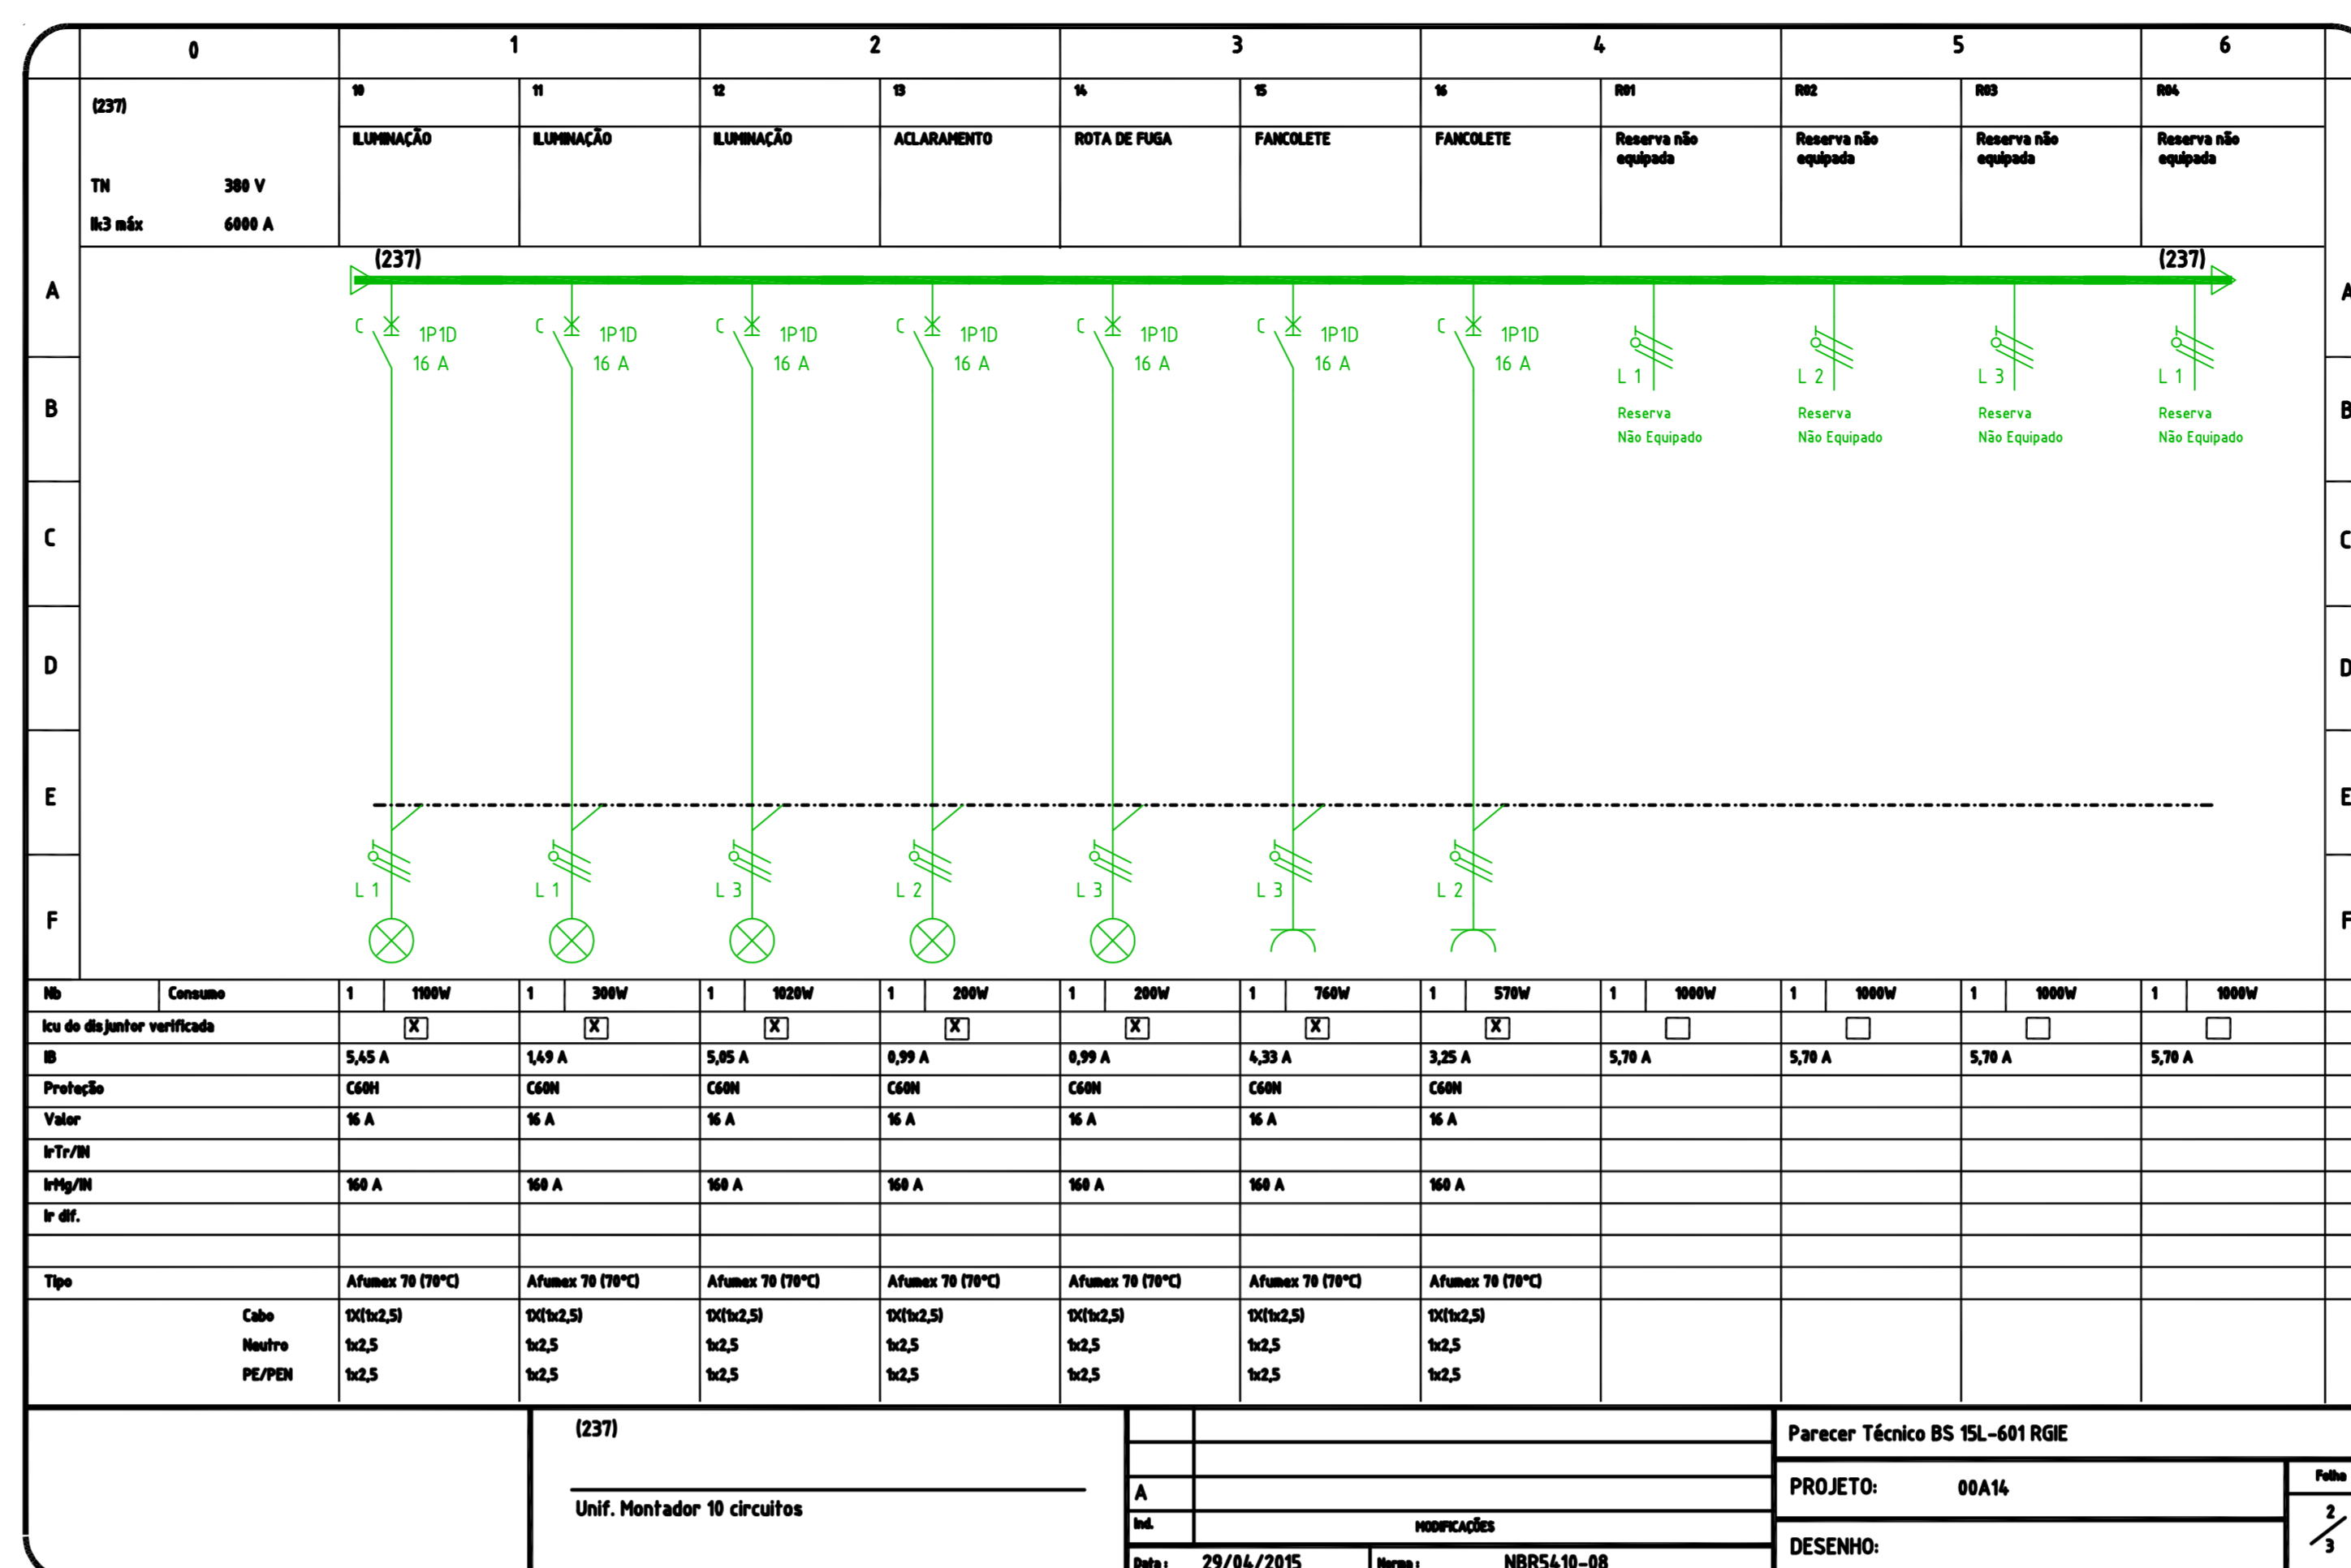 0 1 2 3 4 5 6
(237) 10 11 12 13 14 15 16 R01 R02 R03 R04
ILUMINAÇÃO ILUMINAÇÃO ILUMINAÇÃO ACLARAMENTO ROTA DE FUGA FANCOLETE FANCOLETE Reserva não equipada Reserva não equipada Reserva não equipada Reserva não equipada
TN 380 V
Ik3 máx 6000 A
(237) (237)
A A
C 1P1D C 1P1D C 1P1D C 1P1D C 1P1D C 1P1D C 1P1D
16 A 16 A 16 A 16 A 16 A 16 A 16 A
L 1 L 2 L 3 L 1
B Reserva Reserva Reserva Reserva B
Não Equipado Não Equipado Não Equipado Não Equipado
C C
D D
E E
L 1 L 1 L 3 L 2 L 3 L 3 L 2
F F
Nb Consumo 1 1100W 1 300W 1 1020W 1 200W 1 200W 1 760W 1 570W 1 1000W 1 1000W 1 1000W 1 1000W
Icu do disjuntor verificada X X X X X X X
IB 5,45 A 1,49 A 5,05 A 0,99 A 0,99 A 4,33 A 3,25 A 5,70 A 5,70 A 5,70 A 5,70 A
Proteção C60H C60N C60N C60N C60N C60N C60N
Valor 16 A 16 A 16 A 16 A 16 A 16 A 16 A
IrTr/IN
IrMg/IN 160 A 160 A 160 A 160 A 160 A 160 A 160 A
Ir dif.
Tipo Afumex 70 (70°C) Afumex 70 (70°C) Afumex 70 (70°C) Afumex 70 (70°C) Afumex 70 (70°C) Afumex 70 (70°C) Afumex 70 (70°C)
Cabo 1X(1x2,5) 1X(1x2,5) 1X(1x2,5) 1X(1x2,5) 1X(1x2,5) 1X(1x2,5) 1X(1x2,5)
Neutro 1x2,5 1x2,5 1x2,5 1x2,5 1x2,5 1x2,5 1x2,5
PE/PEN 1x2,5 1x2,5 1x2,5 1x2,5 1x2,5 1x2,5 1x2,5
(237)
Unif. Montador 10 circuitos
A
Ind. MODIFICAÇÕES
Data : 29/04/2015 Norma : NBR5410-08
Parecer Técnico BS 15L-601 RGIE
PROJETO: 00A14
DESENHO:
Folha
2
/
3